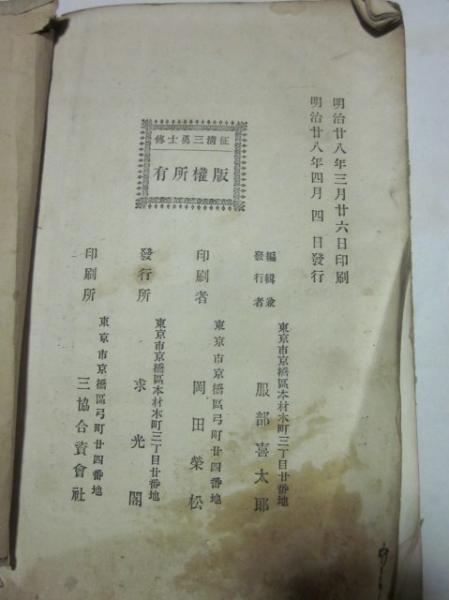 明治廿八年三月廿六日印刷
明治廿八年四月四日發行
征清三勇士傳
版權所有
編輯兼
發行者
東京市京橋區本材木町三丁目廿番地
服部喜太郎
印刷者
東京市京橋區弓町廿四番地
岡田榮松
發行所
東京市京橋區本材木町三丁目廿番地
求光閣
印刷所
東京市京橋區弓町廿四番地
三協合資會社